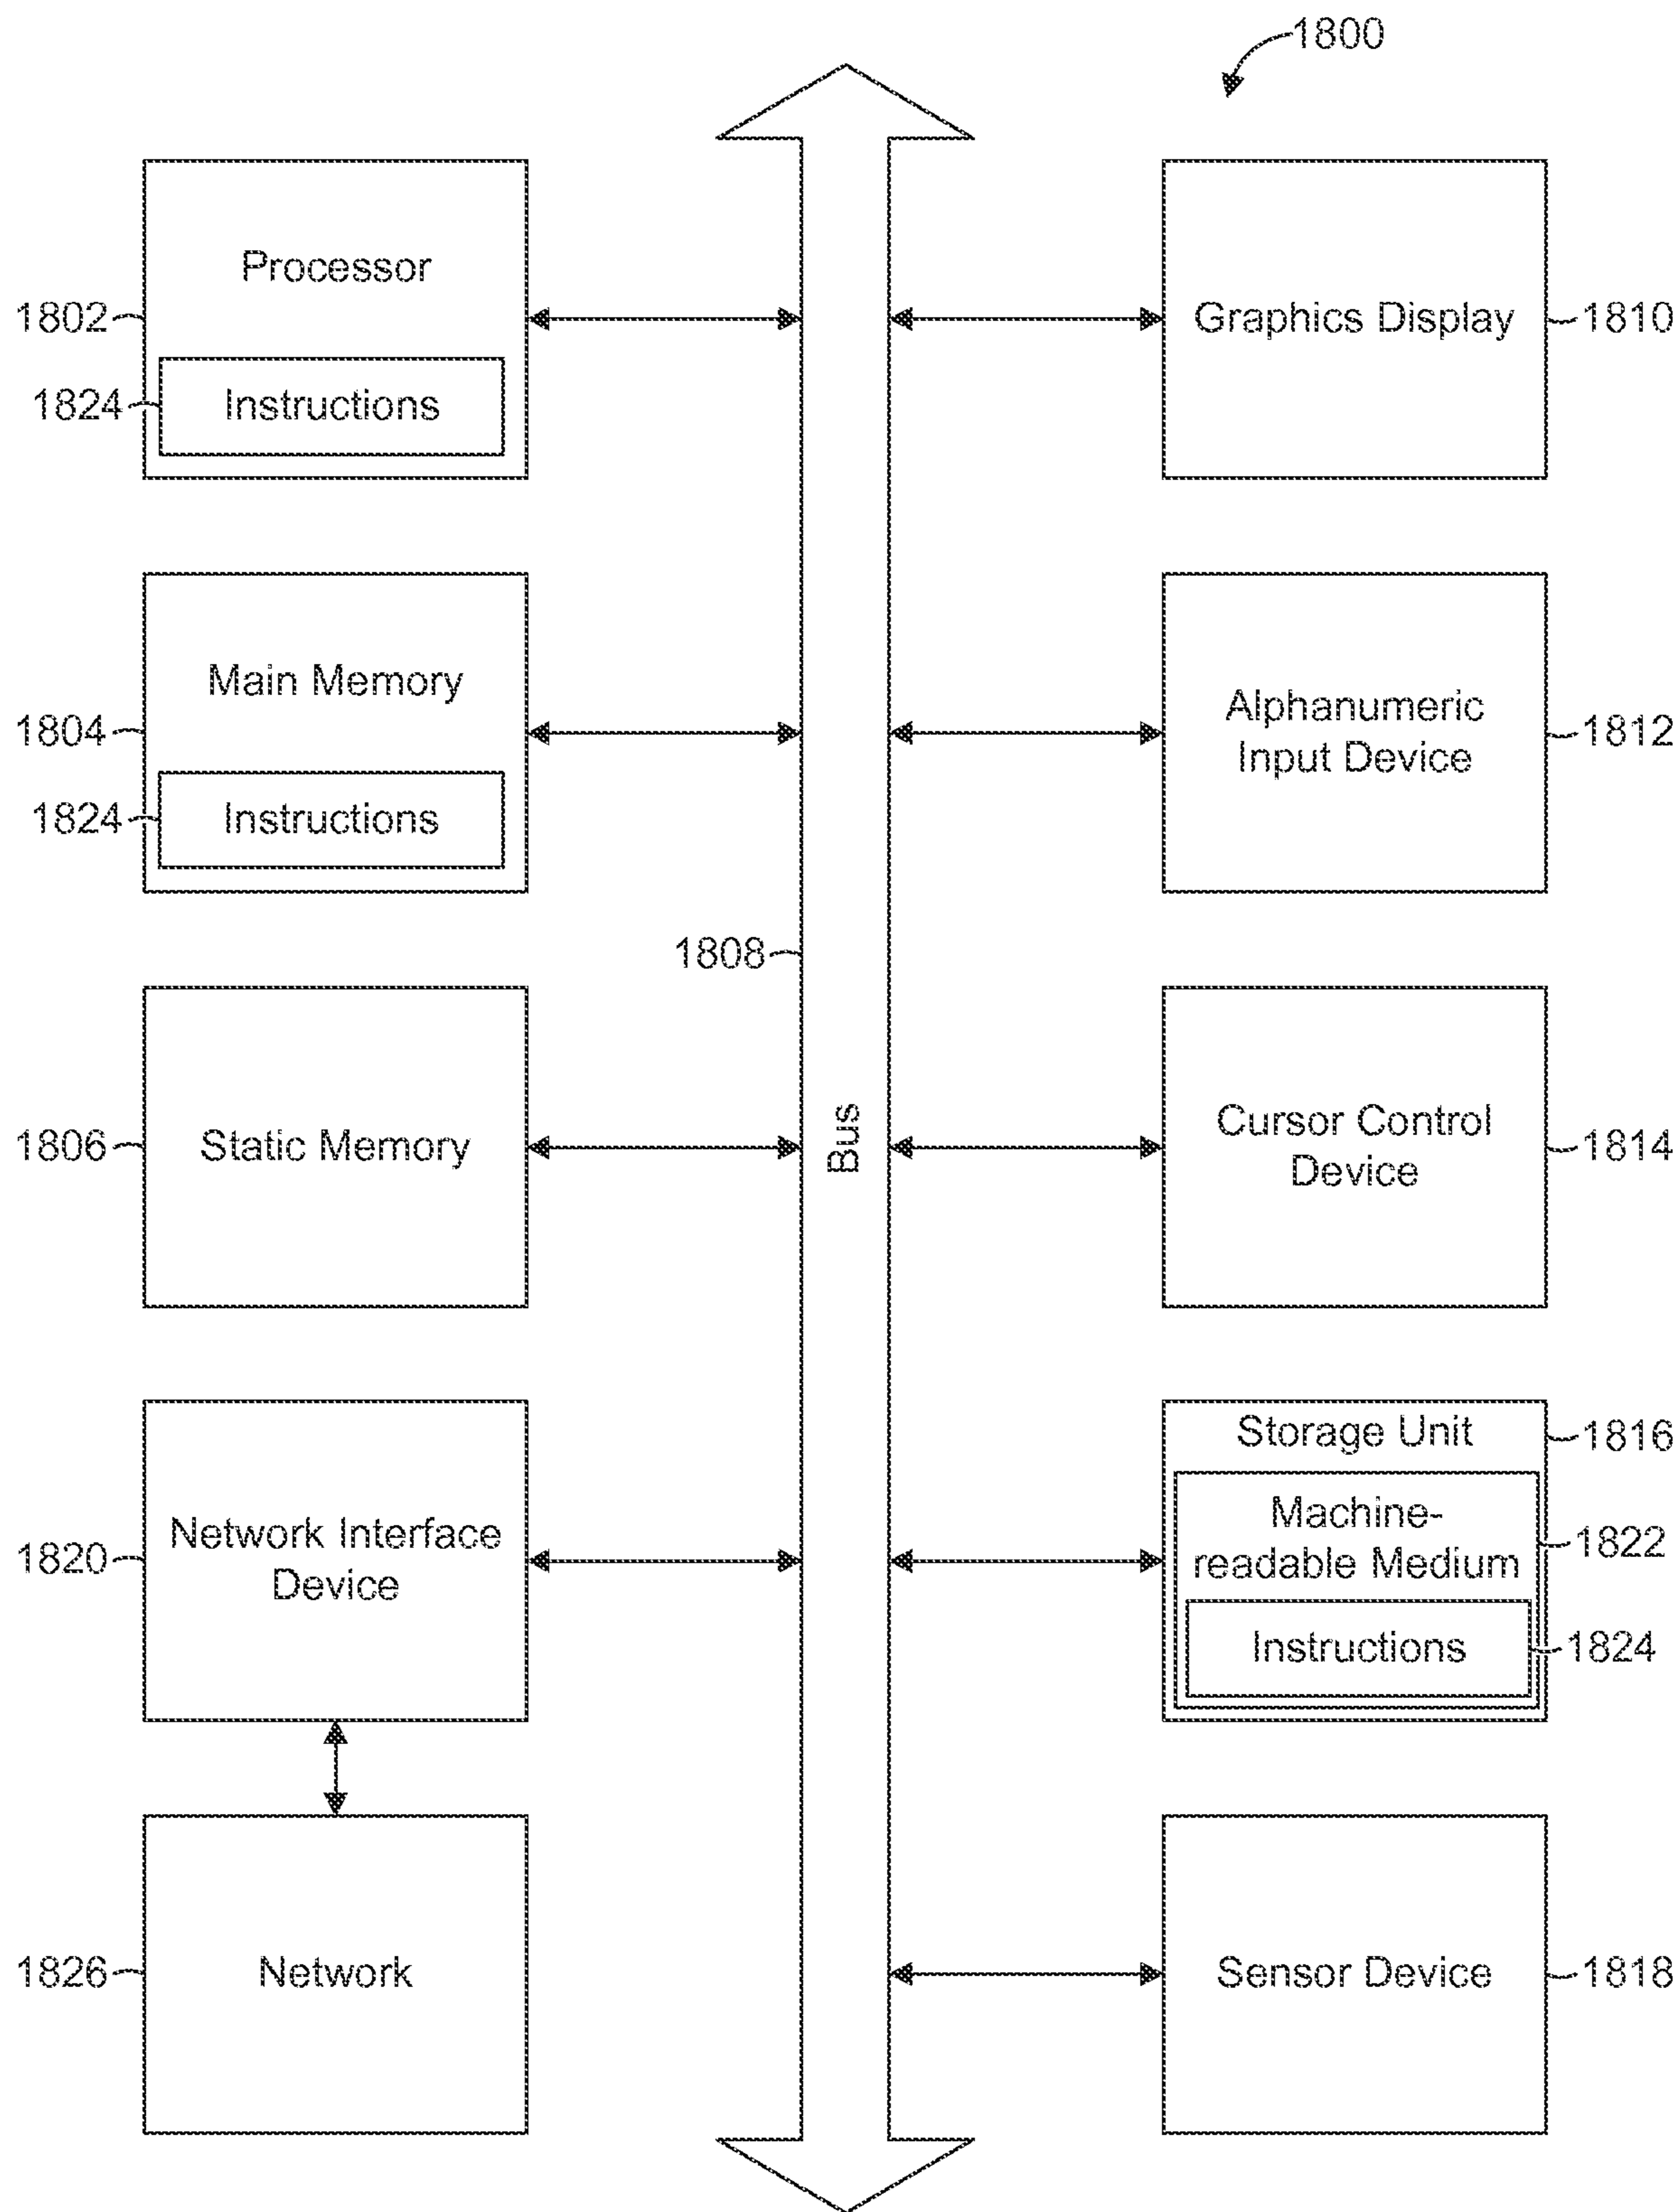 1800
Processor
1802
1824
Instructions
Graphics Display
1810
Main Memory
1804
1824
Instructions
Alphanumeric
Input Device
1812
1808
Bus
Static Memory
1806
Cursor Control
Device
1814
Network Interface
Device
1820
Storage Unit
1816
Machine-
readable Medium
1822
Instructions
1824
Network
1826
Sensor Device
1818